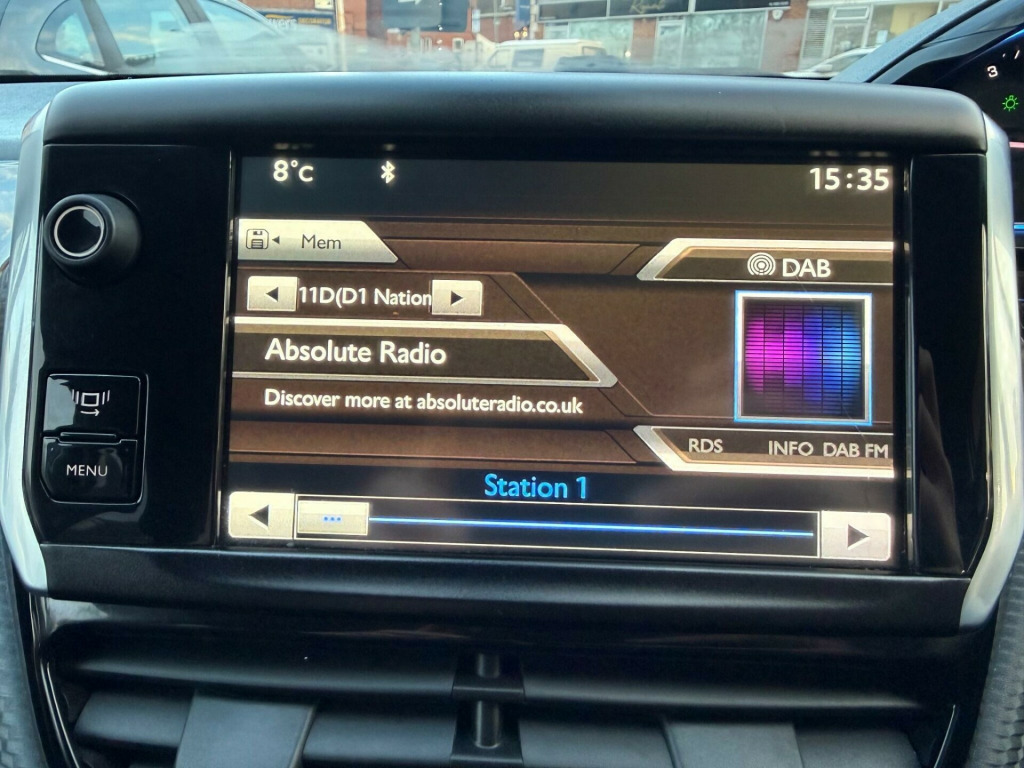 3
8°C 15:35
Mem
DAB
11D(D1 Nation
Absolute Radio
Discover more at absoluteradio.co.uk
RDS INFO DAB FM
MENU
Station 1